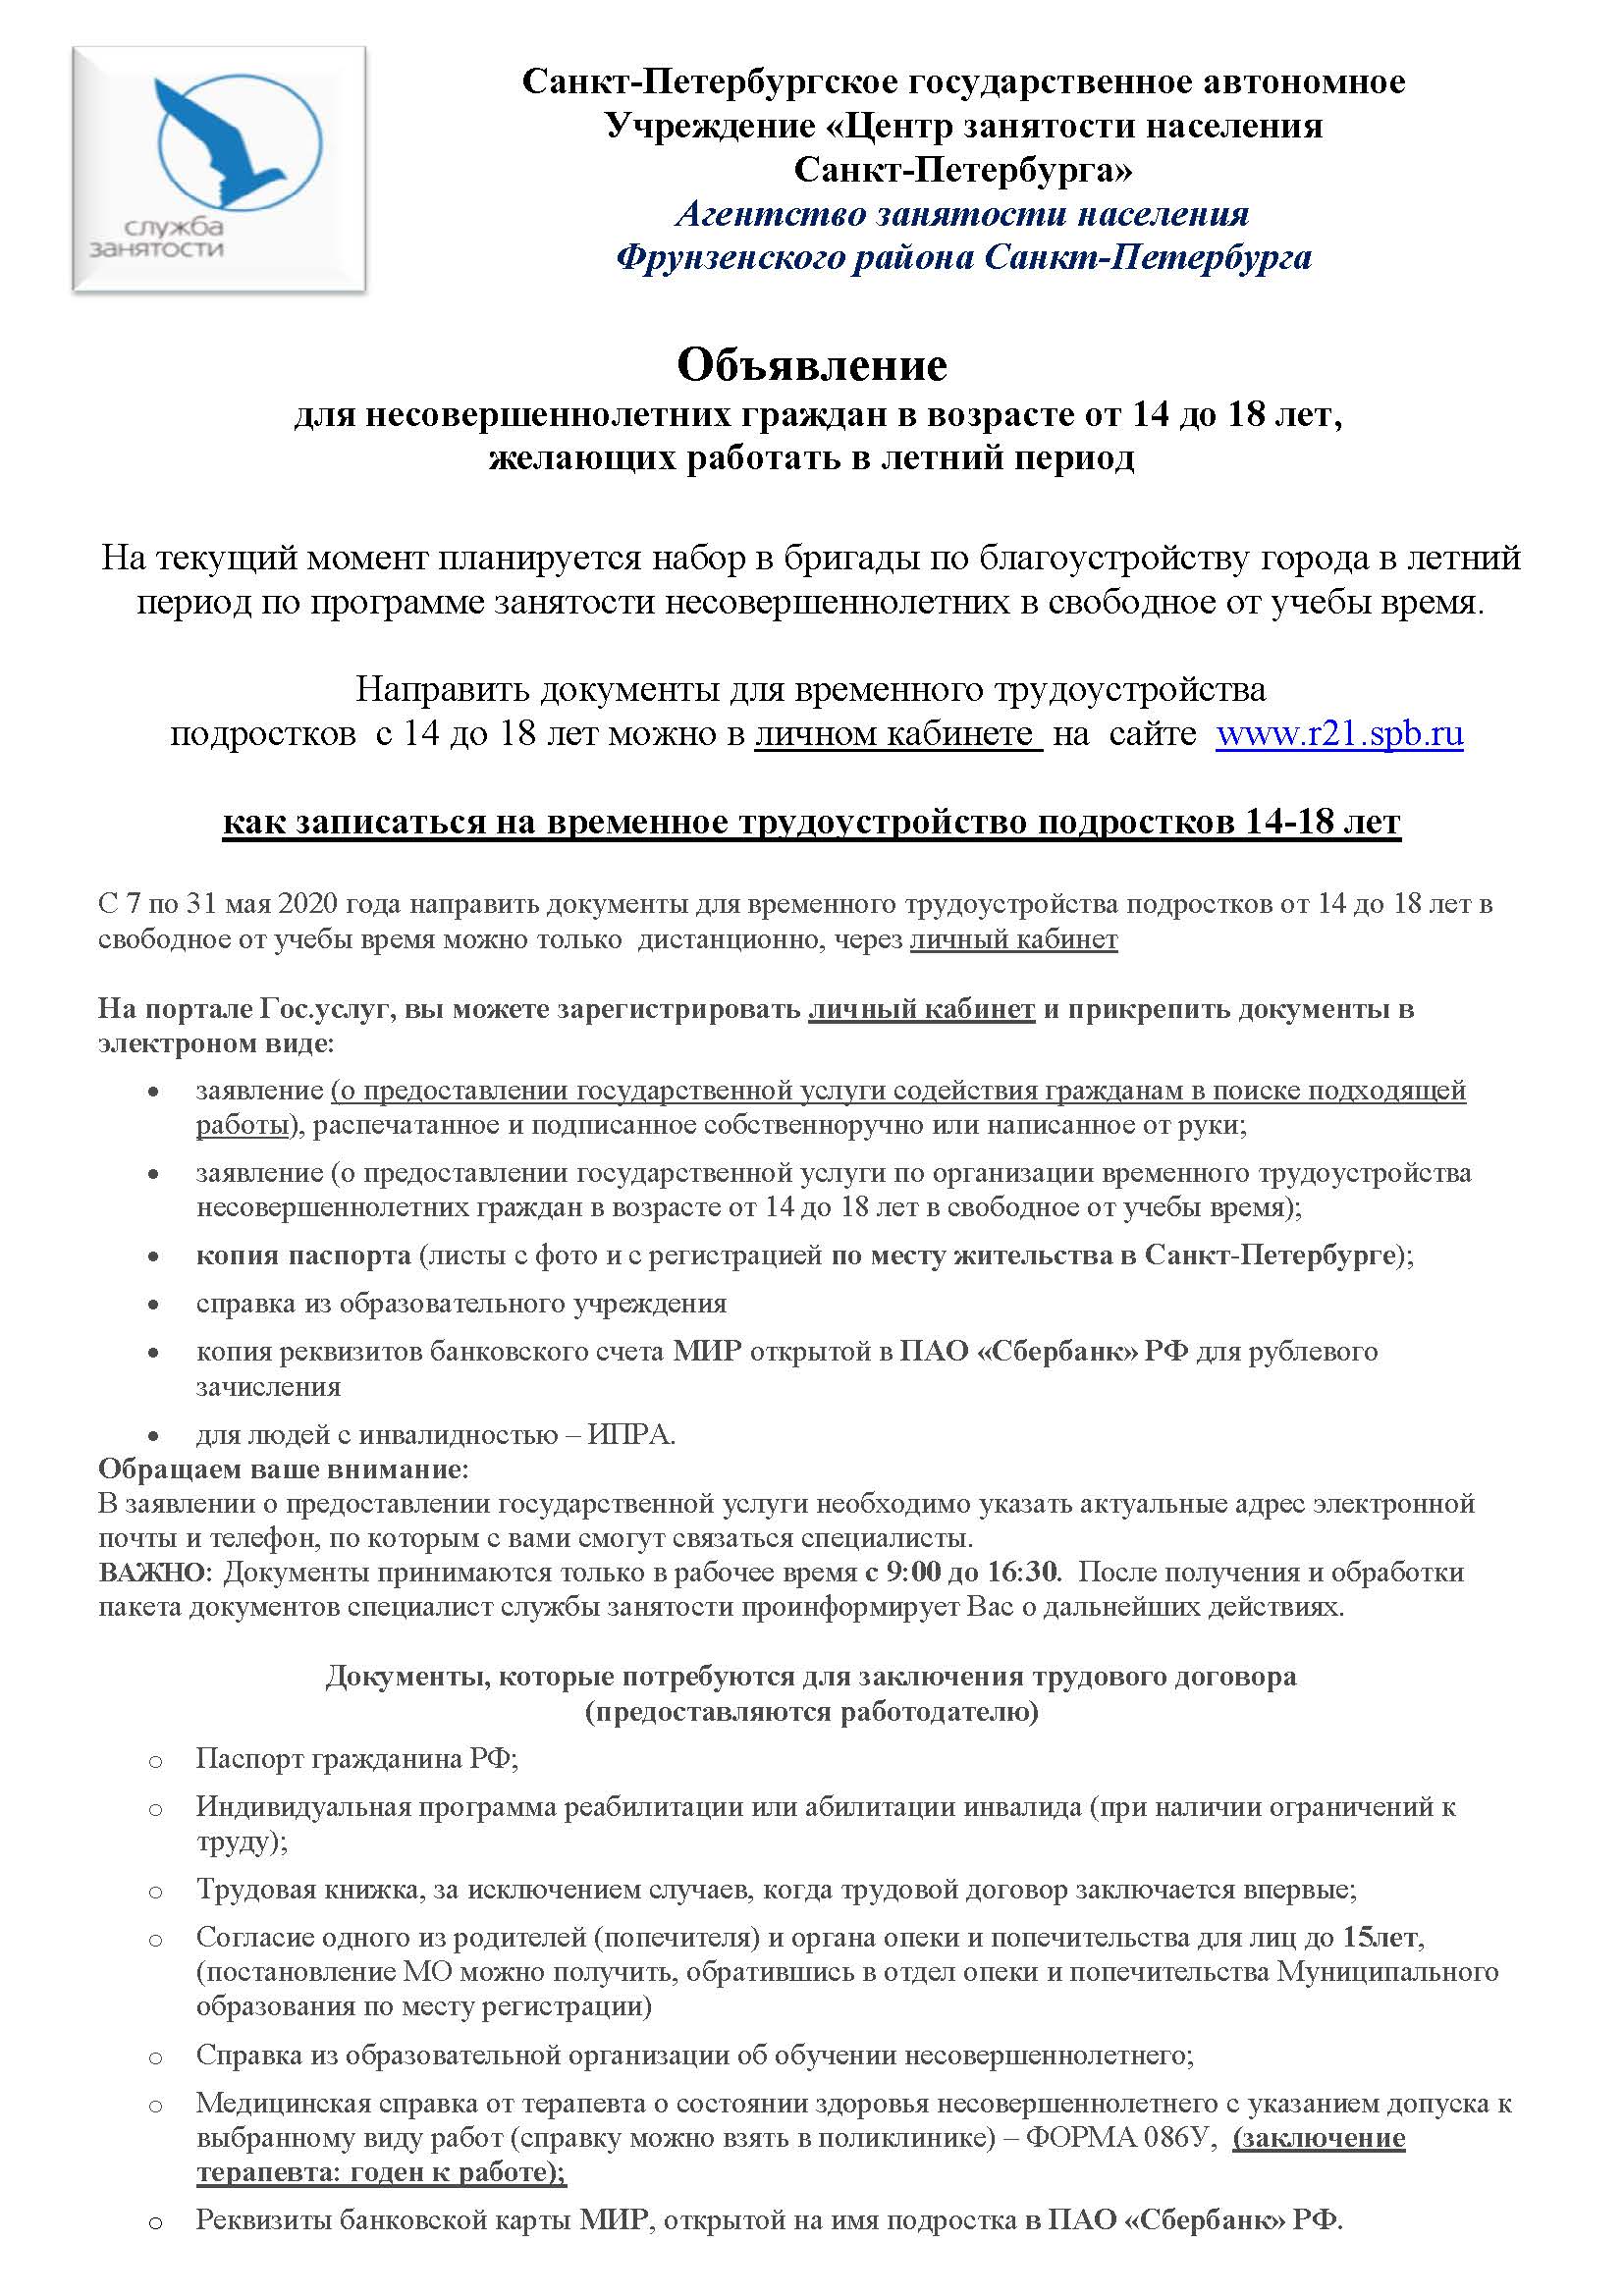 служба
занятости
Санкт-Петербургское государственное автономное
Учреждение «Центр занятости населения
Санкт-Петербурга»
Агентство занятости населения
Фрунзенского района Санкт-Петербурга
Объявление
для несовершеннолетних граждан в возрасте от 14 до 18 лет,
желающих работать в летний период
На текущий момент планируется набор в бригады по благоустройству города в летний
период по программе занятости несовершеннолетних в свободное от учебы время.
Направить документы для временного трудоустройства
подростков с 14 до 18 лет можно в личном кабинете на сайте www.r21.spb.ru
как записаться на временное трудоустройство подростков 14-18 лет
С 7 по 31 мая 2020 года направить документы для временного трудоустройства подростков от 14 до 18 лет в
свободное от учебы время можно только дистанционно, через личный кабинет
На портале Гос.услуг, вы можете зарегистрировать личный кабинет и прикрепить документы в
электроном виде:
• заявление (о предоставлении государственной услуги содействия гражданам в поиске подходящей
работы), распечатанное и подписанное собственноручно или написанное от руки;
• заявление (о предоставлении государственной услуги по организации временного трудоустройства
несовершеннолетних граждан в возрасте от 14 до 18 лет в свободное от учебы время);
• копия паспорта (листы с фото и с регистрацией по месту жительства в Санкт-Петербурге);
• справка из образовательного учреждения
• копия реквизитов банковского счета МИР открытой в ПАО «Сбербанк» РФ для рублевого
зачисления
• для людей с инвалидностью – ИПРА.
Обращаем ваше внимание:
В заявлении о предоставлении государственной услуги необходимо указать актуальные адрес электронной
почты и телефон, по которым с вами смогут связаться специалисты.
ВАЖНО: Документы принимаются только в рабочее время с 9:00 до 16:30. После получения и обработки
пакета документов специалист службы занятости проинформирует Вас о дальнейших действиях.
Документы, которые потребуются для заключения трудового договора
(предоставляются работодателю)
o Паспорт гражданина РФ;
o Индивидуальная программа реабилитации или абилитации инвалида (при наличии ограничений к
труду);
o Трудовая книжка, за исключением случаев, когда трудовой договор заключается впервые;
o Согласие одного из родителей (попечителя) и органа опеки и попечительства для лиц до 15лет,
(постановление МО можно получить, обратившись в отдел опеки и попечительства Муниципального
образования по месту регистрации)
o Справка из образовательной организации об обучении несовершеннолетнего;
o Медицинская справка от терапевта о состоянии здоровья несовершеннолетнего с указанием допуска к
выбранному виду работ (справку можно взять в поликлинике) – ФОРМА 086У, (заключение
терапевта: годен к работе);
o Реквизиты банковской карты МИР, открытой на имя подростка в ПАО «Сбербанк» РФ.